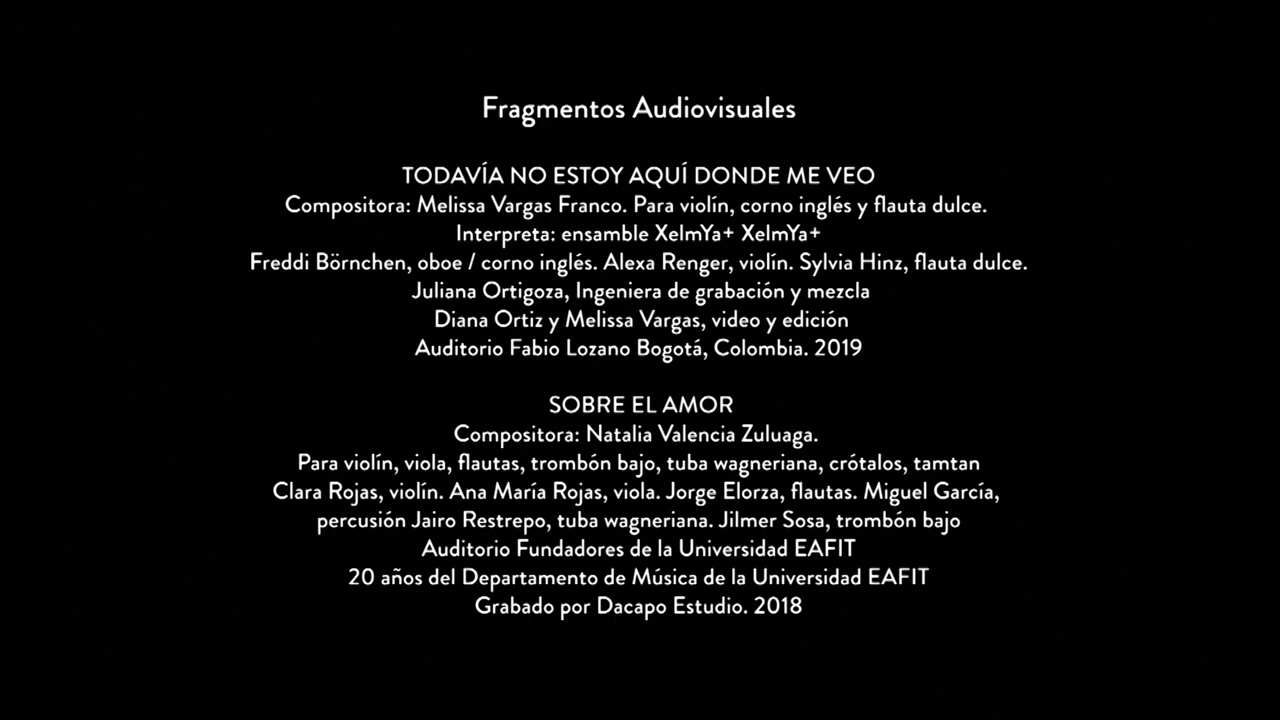 Fragmentos Audiovisuales
TODAVÍA NO ESTOY AQUÍ DONDE ME VEO
Compositora: Melissa Vargas Franco. Para violín, corno inglés y flauta dulce.
Interpreta: ensamble XelmYa+ XelmYa+
Freddi Börnchen, oboe / corno inglés. Alexa Renger, violín. Sylvia Hinz, flauta dulce.
Juliana Ortigoza, Ingeniera de grabación y mezcla
Diana Ortiz y Melissa Vargas, video y edición
Auditorio Fabio Lozano Bogotá, Colombia. 2019
SOBRE EL AMOR
Compositora: Natalia Valencia Zuluaga.
Para violín, viola, flautas, trombón bajo, tuba wagneriana, crótalos, tamtan
Clara Rojas, violín. Ana María Rojas, viola. Jorge Elorza, flautas. Miguel García,
percusión Jairo Restrepo, tuba wagneriana. Jilmer Sosa, trombón bajo
Auditorio Fundadores de la Universidad EAFIT
20 años del Departamento de Música de la Universidad EAFIT
Grabado por Dacapo Estudio. 2018